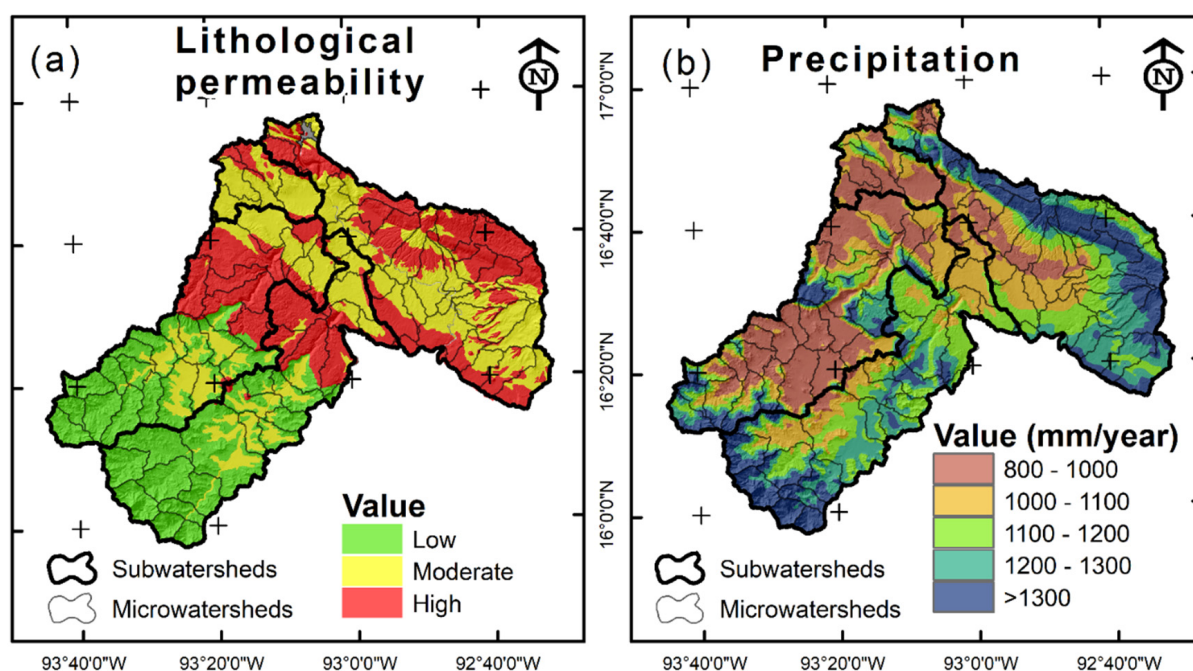 (a)
Lithological
permeability
N
Value
Low
Moderate
High
Subwatersheds
Microwatersheds
93°40'0"W
93°20'0"W
93°0'0"W
92°40'0"W
(b)
Precipitation
N
17°0'0"N
16°40'0"N
16°20'0"N
16°0'0"N
Value (mm/year)
800 - 1000
1000 - 1100
1100 - 1200
1200 - 1300
>1300
Subwatersheds
Microwatersheds
93°40'0"W
93°20'0"W
93°0'0"W
92°40'0"W